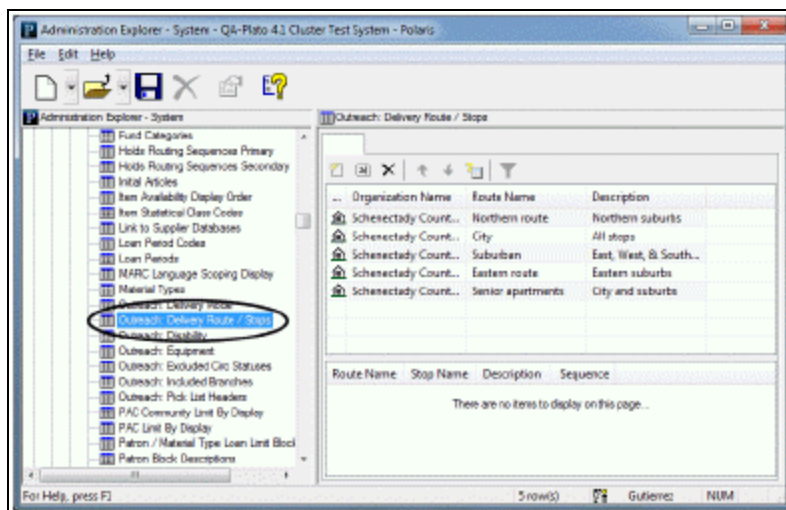 Administration Explorer - System - QA-Plato 4.1 Cluster Test System - Polaris
File Edit Help
Administration Explorer - System
Fund Categories
Holds Routing Sequences Primary
Holds Routing Sequences Secondary
Initial Articles
Item Availability Display Order
Item Statistical Class Codes
Link to Supplier Databases
Loan Period Codes
Loan Periods
MARC Language Scoping Display
Material Types
Outreach: Delivery Mode
Outreach: Delivery Route / Stops
Outreach: Disability
Outreach: Equipment
Outreach: Excluded Circ Statuses
Outreach: Included Branches
Outreach: Pick List Headers
PAC Community Limit By Display
PAC Limit By Display
Patron / Material Type Loan Limit Block
Patron Block Descriptions
Outreach: Delivery Route / Stops
... Organization Name Route Name Description
Schenectady Count... Northern route Northern suburbs
Schenectady Count... City All stops
Schenectady Count... Suburban East, West, & South...
Schenectady Count... Eastern route Eastern suburbs
Schenectady Count... Senior apartments City and suburbs
Route Name Stop Name Description Sequence
There are no items to display on this page...
For Help, press F1 5 row(s) Gutierrez NUM